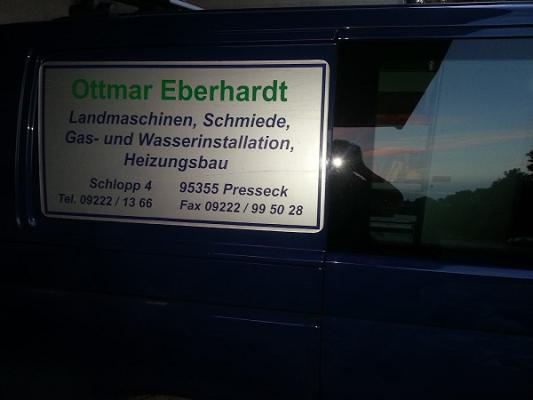 Ottmar Eberhardt
Landmaschinen, Schmiede,
Gas- und Wasserinstallation,
Heizungsbau
Schlopp 4 95355 Presseck
Tel. 09222 / 13 66 Fax 09222 / 99 50 28